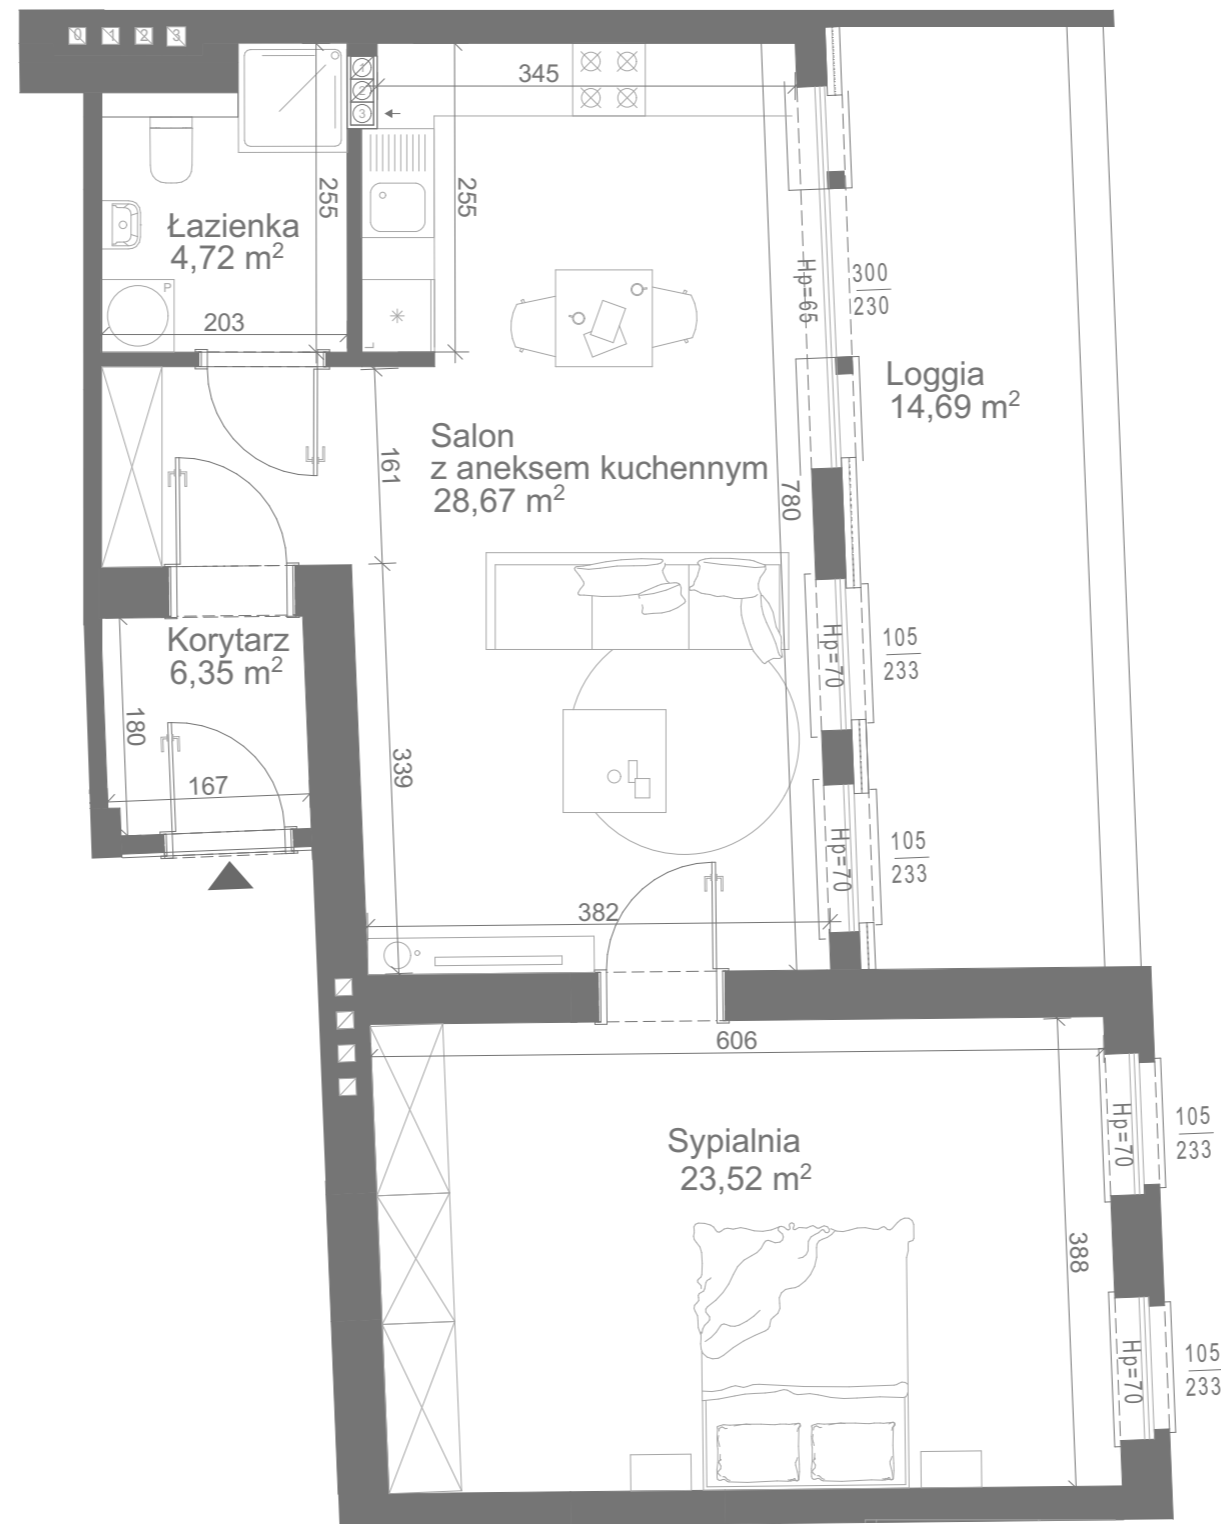 0 1 2 3
1
2
3
345
255
255
Łazienka
4,72 m²
P
203
L
Hp=65
300
230
Loggia
14,69 m²
Salon
z aneksem kuchennym
28,67 m²
161
780
Korytarz
6,35 m²
180
167
339
Hp=70
105
233
Hp=70
105
233
382
606
Sypialnia
23,52 m²
388
Hp=70
105
233
Hp=70
105
233